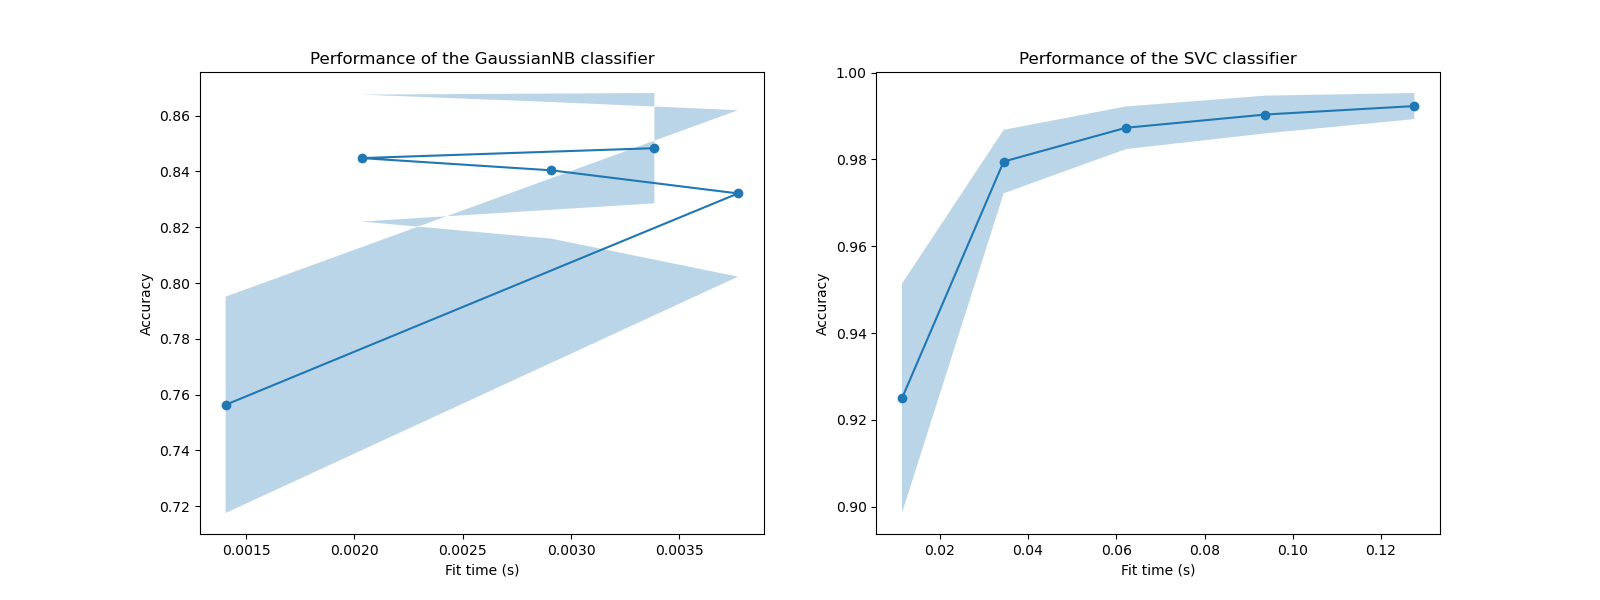 Performance of the GaussianNB classifier
0.86
0.84
0.82
0.80
0.78
0.76
0.74
0.72
Accuracy
0.0015 0.0020 0.0025 0.0030 0.0035
Fit time (s)
Performance of the SVC classifier
1.00
0.98
0.96
0.94
0.92
0.90
Accuracy
0.02 0.04 0.06 0.08 0.10 0.12
Fit time (s)